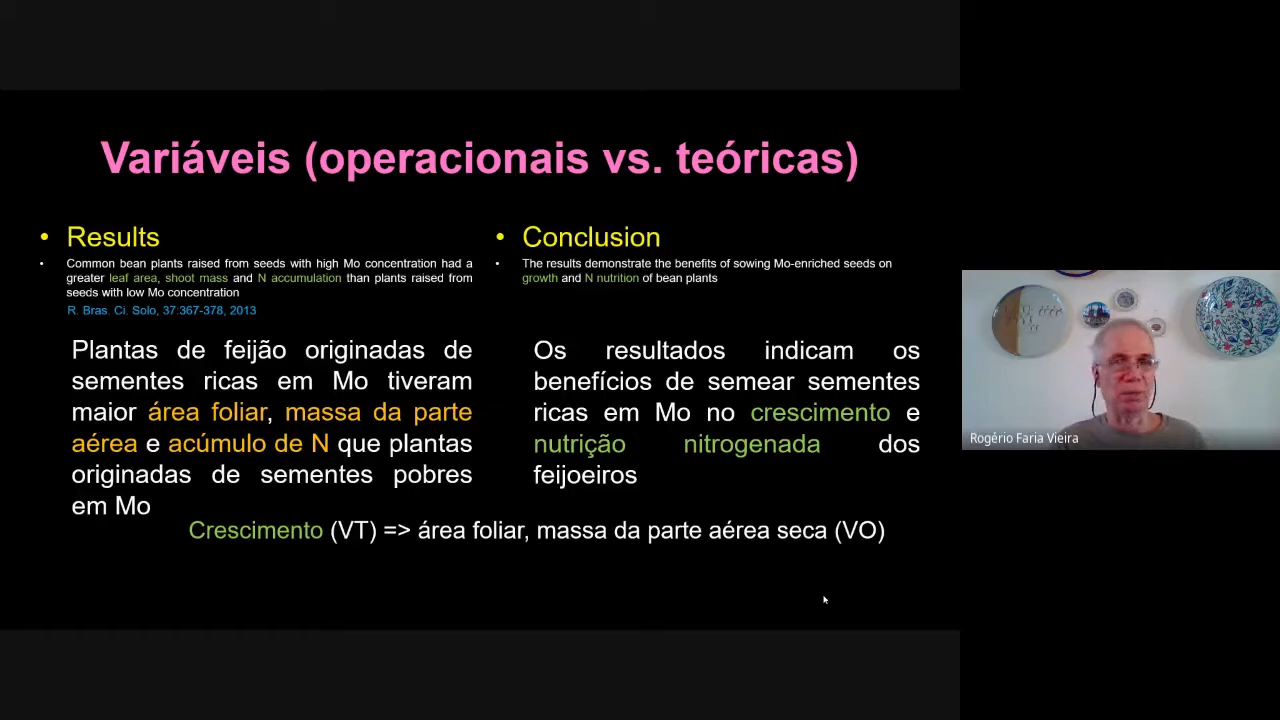 Variáveis (operacionais vs. teóricas)
• Results
• Common bean plants raised from seeds with high Mo concentration had a
greater leaf area, shoot mass and N accumulation than plants raised from
seeds with low Mo concentration
R. Bras. Ci. Solo, 37:367-378, 2013
Plantas de feijão originadas de
sementes ricas em Mo tiveram
maior área foliar, massa da parte
aérea e acúmulo de N que plantas
originadas de sementes pobres
em Mo
• Conclusion
• The results demonstrate the benefits of sowing Mo-enriched seeds on
growth and N nutrition of bean plants
Os resultados indicam os
benefícios de semear sementes
ricas em Mo no crescimento e
nutrição nitrogenada dos
feijoeiros
Crescimento (VT) => área foliar, massa da parte aérea seca (VO)
Rogério Faria Vieira